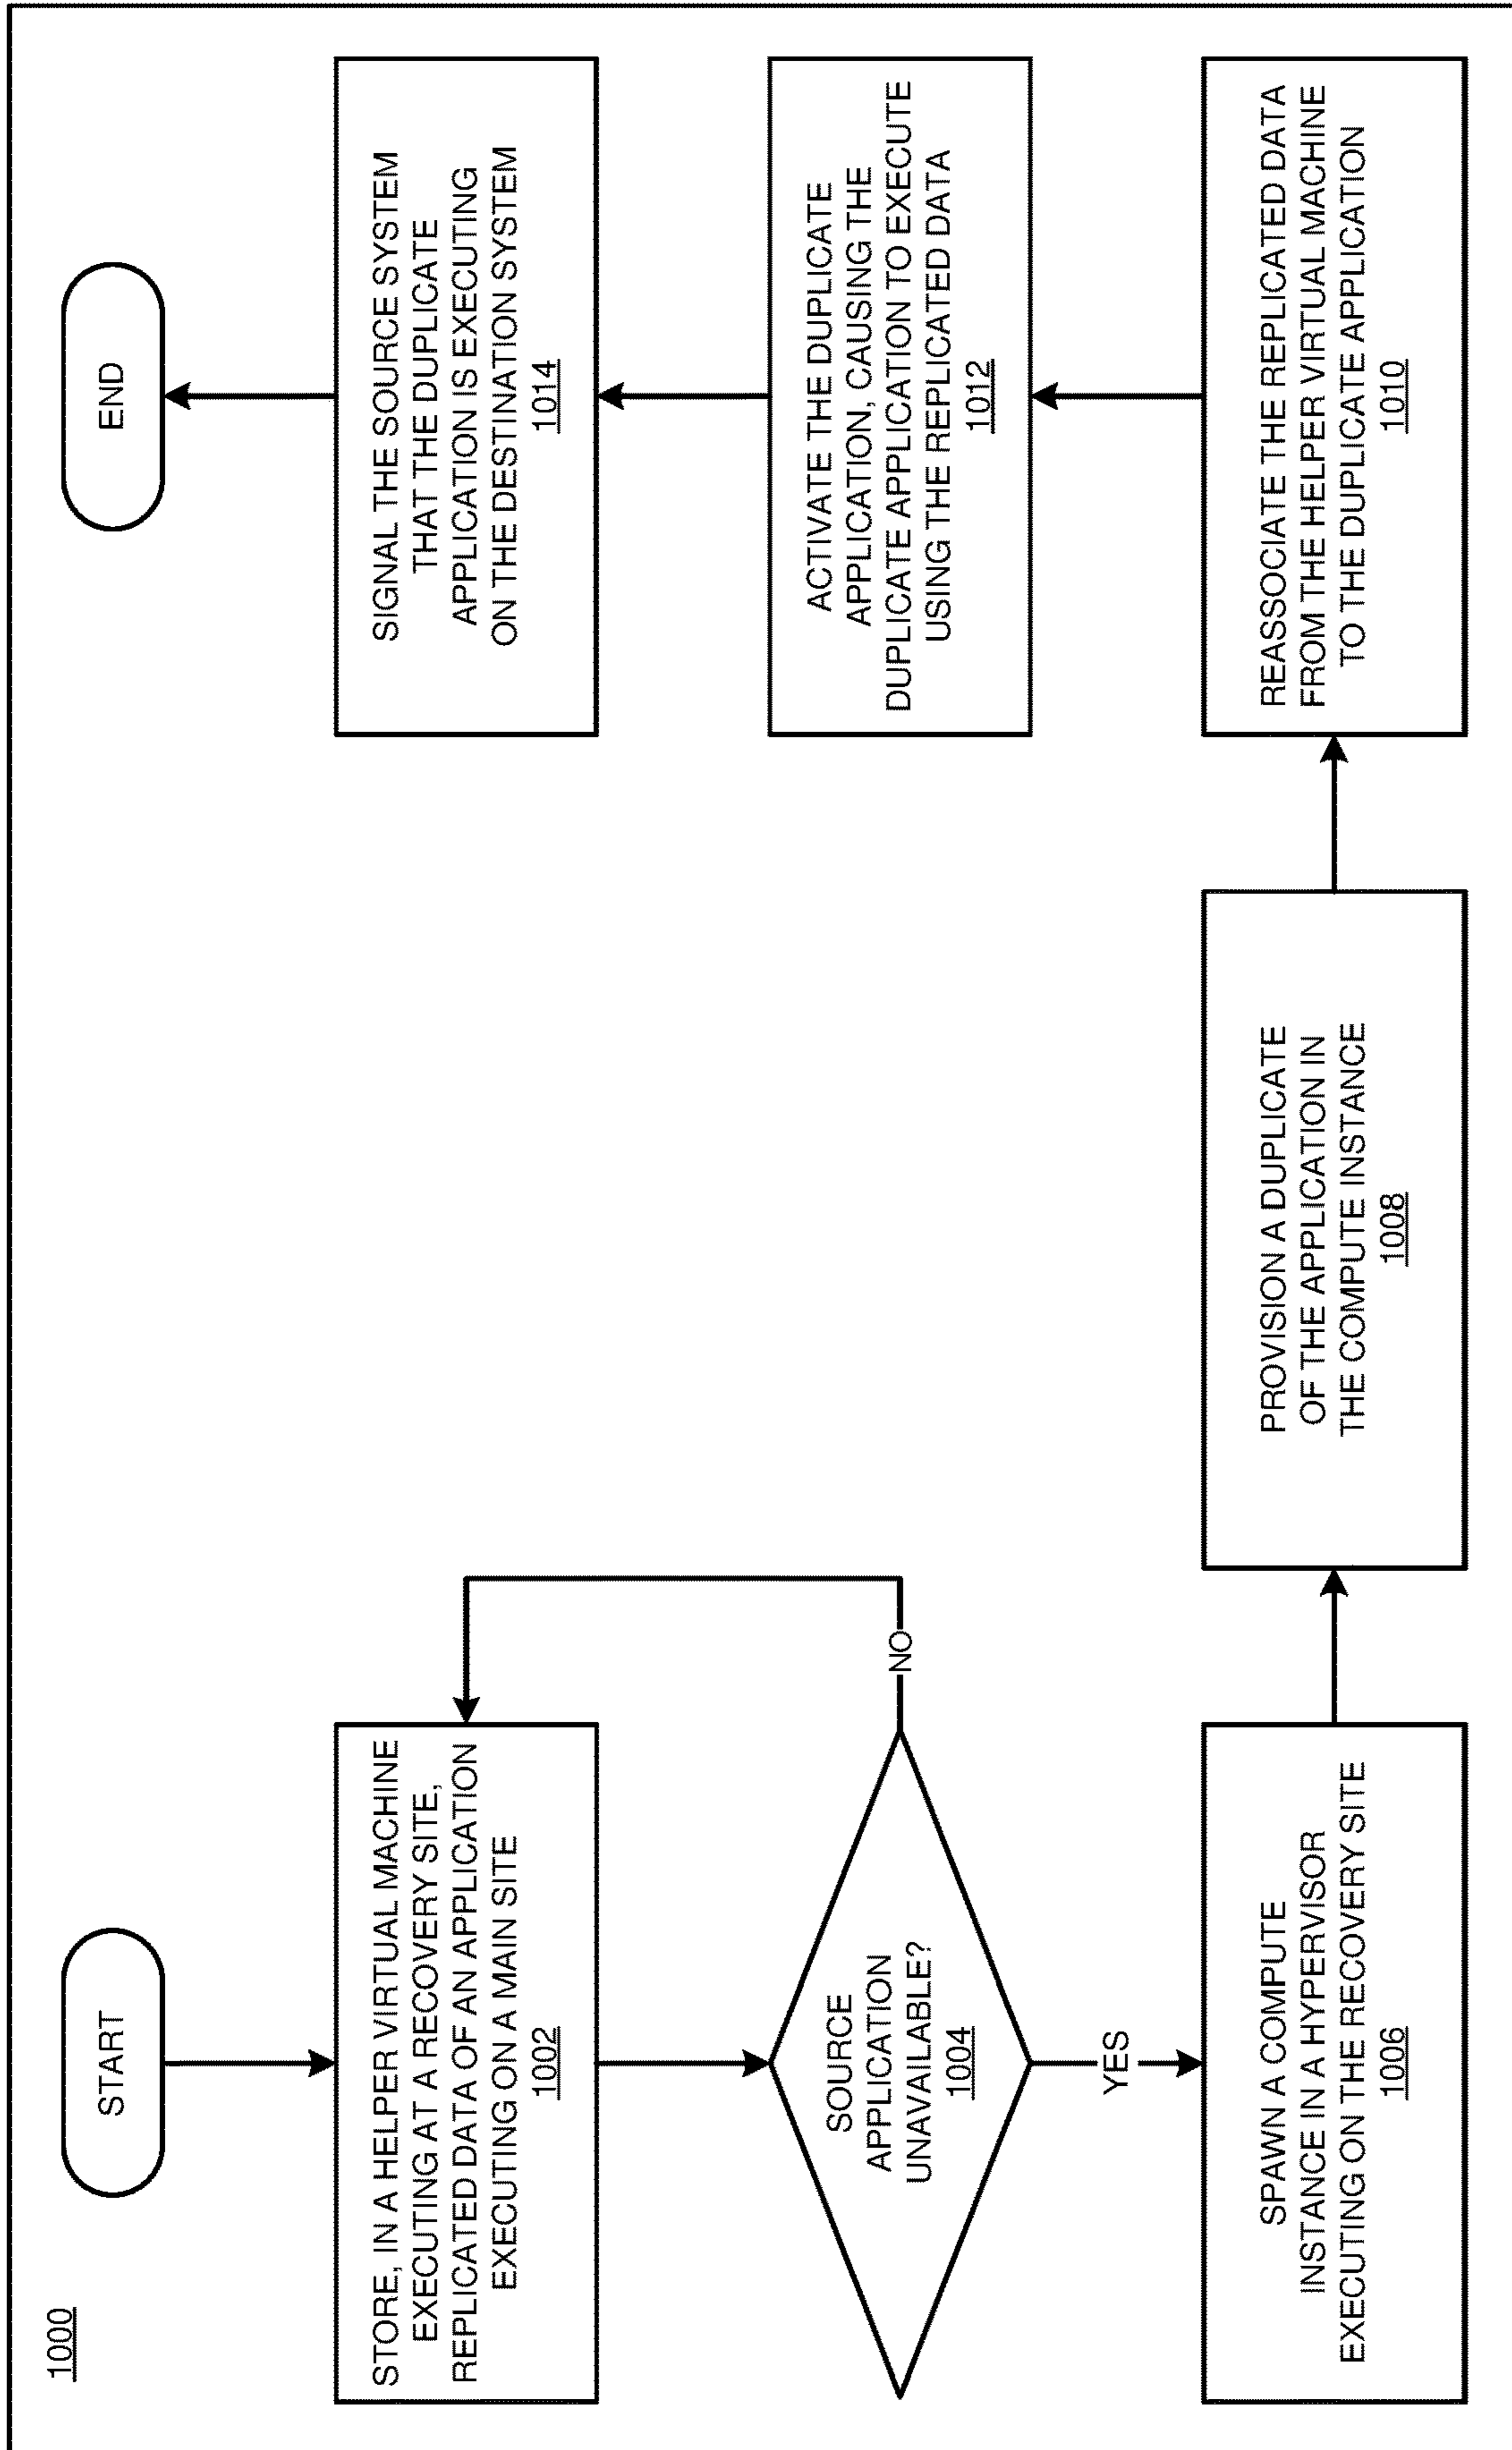 1000
START
STORE, IN A HELPER VIRTUAL MACHINE
EXECUTING AT A RECOVERY SITE,
REPLICATED DATA OF AN APPLICATION
EXECUTING ON A MAIN SITE
1002
SOURCE
APPLICATION
UNAVAILABLE?
1004
NO
YES
SPAWN A COMPUTE
INSTANCE IN A HYPERVISOR
EXECUTING ON THE RECOVERY SITE
1006
PROVISION A DUPLICATE
OF THE APPLICATION IN
THE COMPUTE INSTANCE
1008
REASSOCIATE THE REPLICATED DATA
FROM THE HELPER VIRTUAL MACHINE
TO THE DUPLICATE APPLICATION
1010
ACTIVATE THE DUPLICATE
APPLICATION, CAUSING THE
DUPLICATE APPLICATION TO EXECUTE
USING THE REPLICATED DATA
1012
SIGNAL THE SOURCE SYSTEM
THAT THE DUPLICATE
APPLICATION IS EXECUTING
ON THE DESTINATION SYSTEM
1014
END